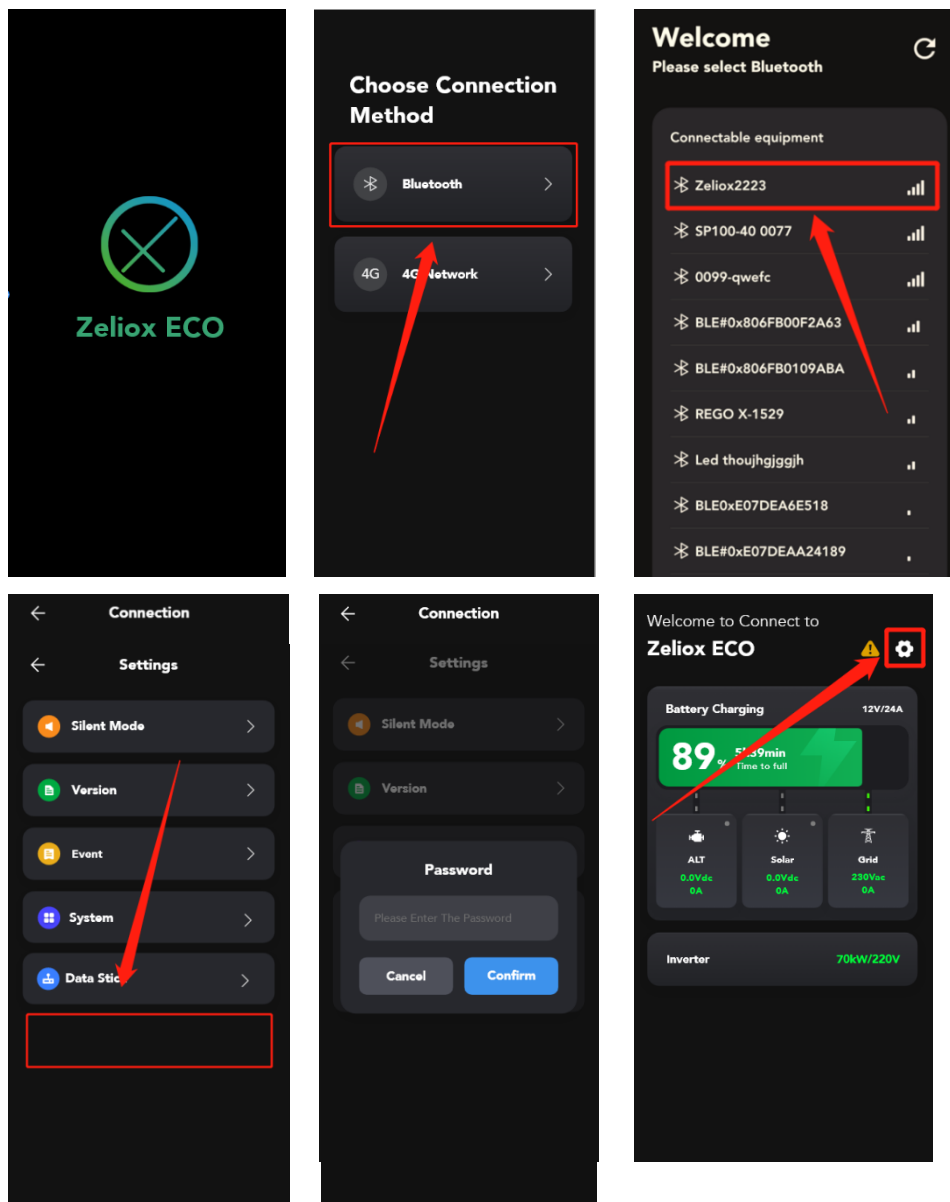 Zeliox ECO
Choose Connection
Method
Bluetooth
4G 4G Network
Welcome
Please select Bluetooth
Connectable equipment
Zeliox2223
SP100-40 0077
0099-qwefc
BLE#0x806FB00F2A63
BLE#0x806FB0109ABA
REGO X-1529
Led thoujhgjggjh
BLE0xE07DEA6E518
BLE#0xE07DEAA24189
Connection
Settings
Silent Mode
Version
Event
System
Data Stick
Connection
Settings
Silent Mode
Version
Password
Please Enter The Password
Cancel Confirm
Welcome to Connect to
Zeliox ECO
Battery Charging 12V/24A
89%
39min
Time to full
ALT Solar Grid
0.0Vdc 0.0Vdc 230Vac
0A 0A 0A
Inverter 70kW/220V